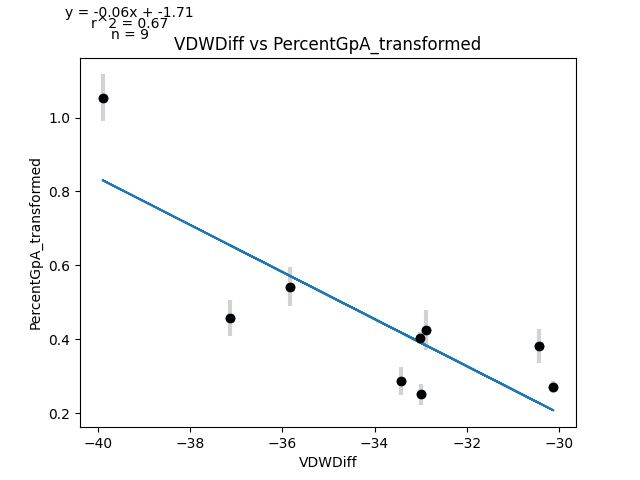 y = -0.06x + -1.71
r^2 = 0.67
n = 9
VDWDiff vs PercentGpA_transformed
PercentGpA_transformed
1.0
0.8
0.6
0.4
0.2
−40
−38
−36
−34
−32
−30
VDWDiff